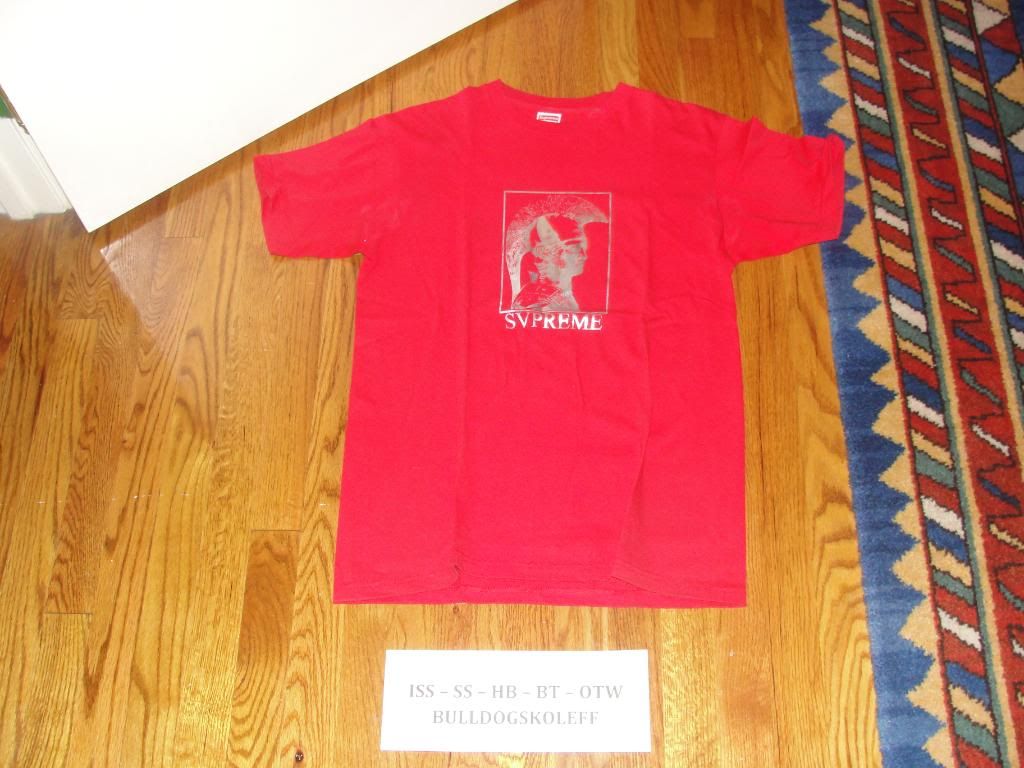 SVPREME
ISS – SS – HB – BT – OTW
BULLDOGSKOLEFF